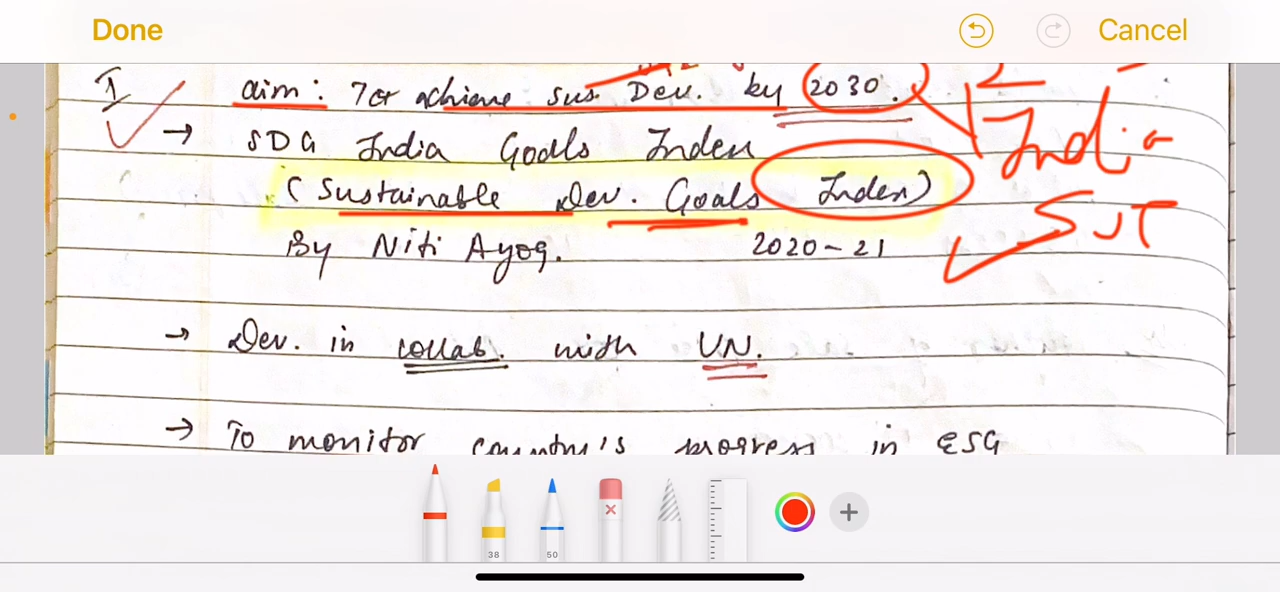 Done
Cancel
I aim: To achieve sus. Dev. by 2030.
→ SDG India Goals Index
India
(Sustainable Dev. Goals Index)
By Niti Ayog. 2020-21
→ Dev. in collab. with UN.
→ To monitor country's progress in ESG
38
50